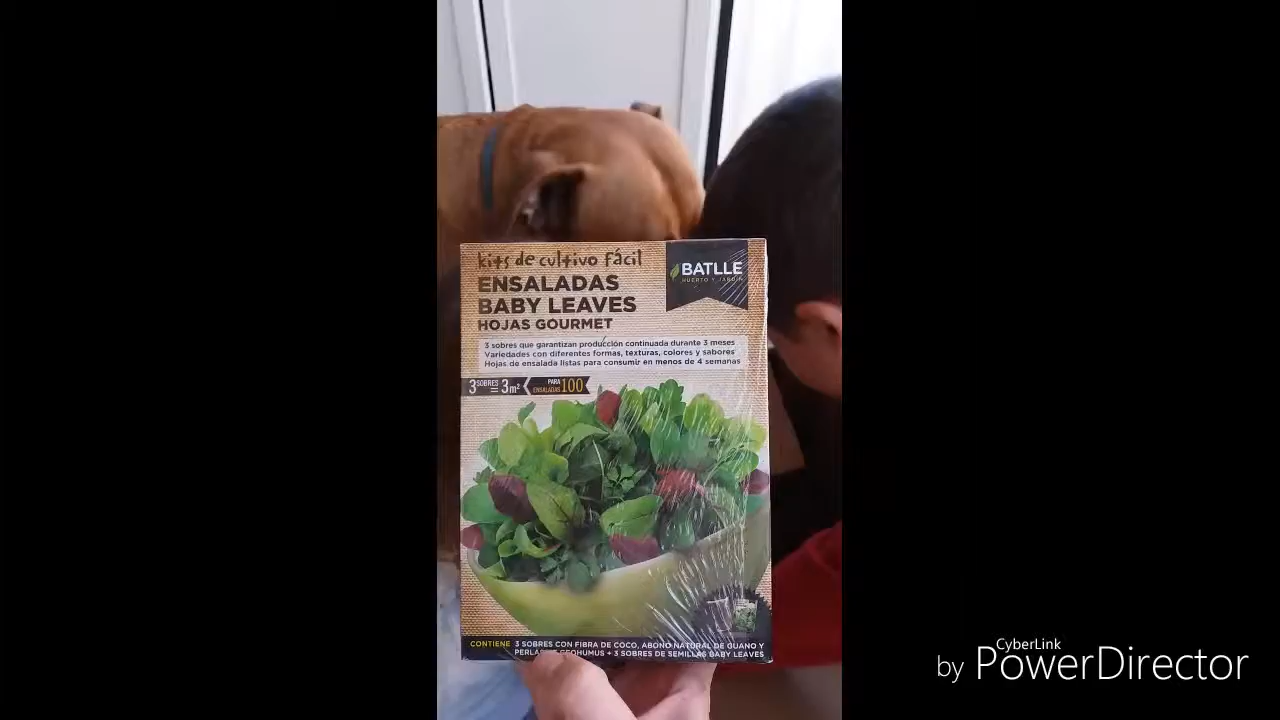 kits de cultivo fácil
BATLLE
HUERTO Y JARDÍN
ENSALADAS
BABY LEAVES
HOJAS GOURMET
3 sobres que garantizan producción continuada durante 3 meses
Variedades con diferentes formas, texturas, colores y sabores
Hojas de ensalada listas para consumir en menos de 4 semanas
3 SOBRES = 3 m² PARA ENSALADAS 100
CONTIENE 3 SOBRES CON FIBRA DE COCO, ABONO NATURAL DE GUANO Y
GEOHUMUS + 3 SOBRES DE SEMILLAS BABY LEAVES
CyberLink
by PowerDirector